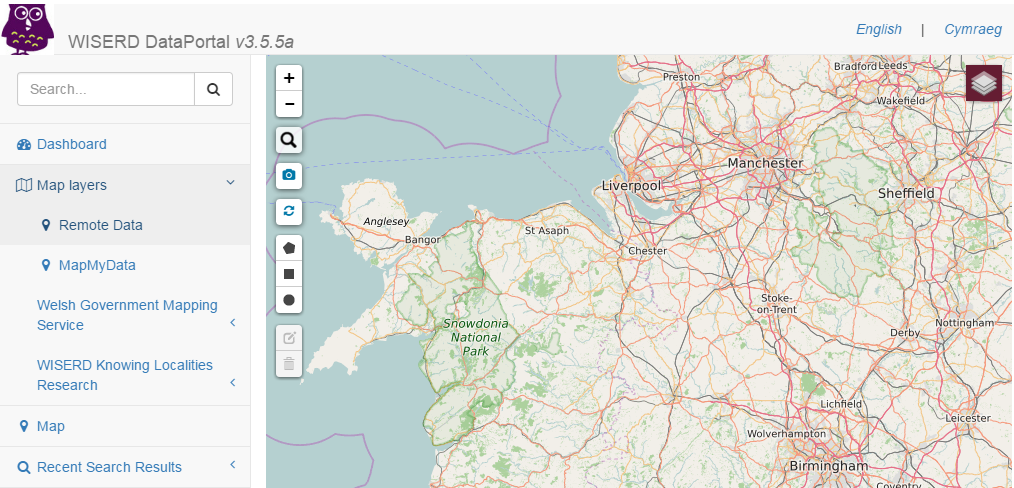 WISERD DataPortal v3.5.5a
English | Cymraeg
Search...
Dashboard
Map layers
Remote Data
MapMyData
Welsh Government Mapping
Service
WISERD Knowing Localities
Research
Map
Recent Search Results
+
−
Preston
Bradford
Leeds
Wakefield
Manchester
Liverpool
Sheffield
Anglesey
Bangor
St Asaph
Chester
Stoke-
on-Trent
Snowdonia
National
Park
Derby
Nottingham
Lichfield
Leicester
Wolverhampton
Birmingham
Coventry